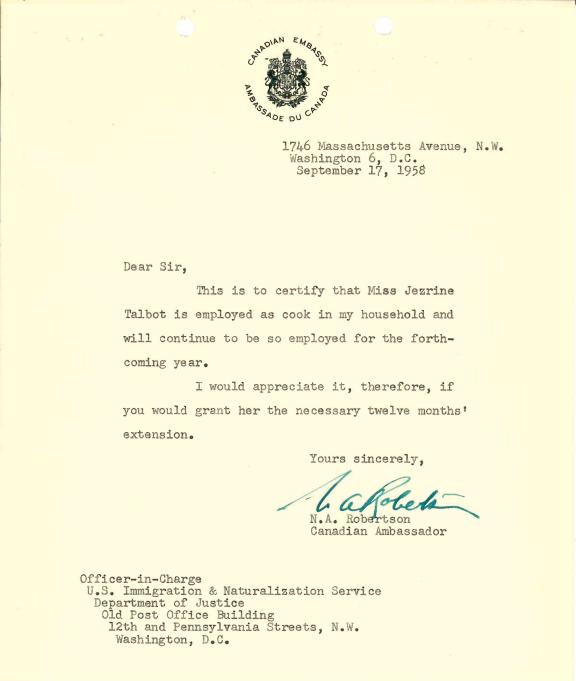 CANADIAN EMBASSY
AMBASSADE DU CANADA
1746 Massachusetts Avenue, N.W.
Washington 6, D.C.
September 17, 1958
Dear Sir,
This is to certify that Miss Jezrine
Talbot is employed as cook in my household and
will continue to be so employed for the forth-
coming year.
I would appreciate it, therefore, if
you would grant her the necessary twelve months'
extension.
Yours sincerely,
N A Robertson
N.A. Robertson
Canadian Ambassador
Officer-in-Charge
U.S. Immigration & Naturalization Service
Department of Justice
Old Post Office Building
12th and Pennsylvania Streets, N.W.
Washington, D.C.